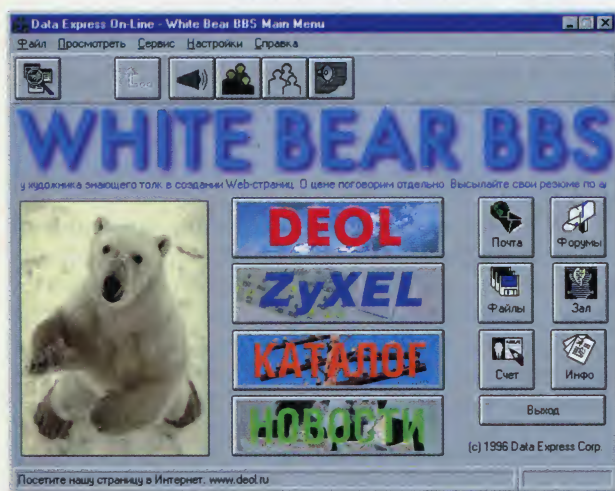 Data Express On-Line - White Bear BBS Main Menu
Файл Просмотреть Сервис Настройки Справка
WHITE BEAR BBS
у художника знающего толк в создании Web-страниц. О цене поговорим отдельно. Высылайте свои резюме по
DEOL
Почта
Форумы
ZyXEL
Файлы
Зал
КАТАЛОГ
Счет
Инфо
НОВОСТИ
Выход
(c) 1996 Data Express Corp.
Посетите нашу страницу в Интернет. www.deol.ru